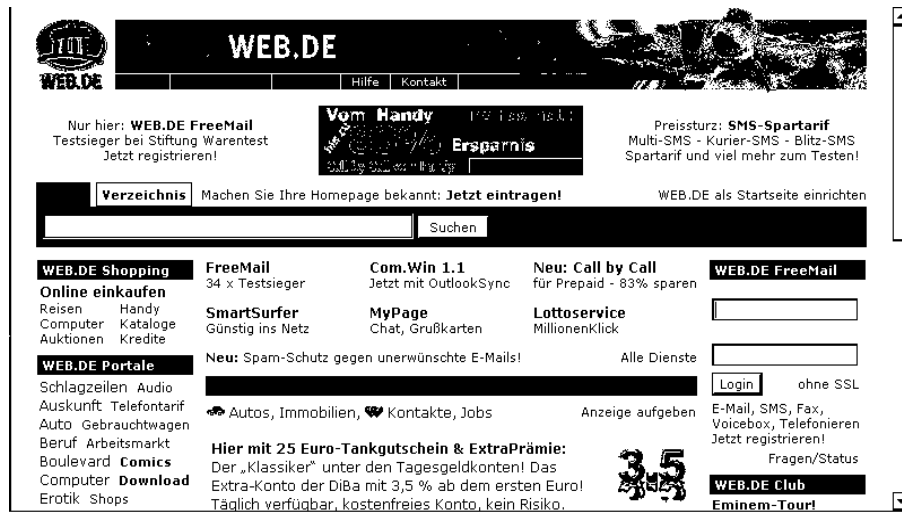 WEB.DE
WEB.DE
Hilfe Kontakt
Nur hier: WEB.DE FreeMail
Testsieger bei Stiftung Warentest
Jetzt registrieren!
Vom Handy
bis zu
Ersparnis
Preissturz: SMS-Spartarif
Multi-SMS - Kurier-SMS - Blitz-SMS
Spartarif und viel mehr zum Testen!
Verzeichnis Machen Sie Ihre Homepage bekannt: Jetzt eintragen! WEB.DE als Startseite einrichten
Suchen
WEB.DE Shopping
Online einkaufen
Reisen Handy
Computer Kataloge
Auktionen Kredite
WEB.DE Portale
Schlagzeilen Audio
Auskunft Telefontarif
Auto Gebrauchtwagen
Beruf Arbeitsmarkt
Boulevard Comics
Computer Download
Erotik Shops
FreeMail
34 x Testsieger
Com.Win 1.1
Jetzt mit OutlookSync
Neu: Call by Call
für Prepaid - 83% sparen
SmartSurfer
Günstig ins Netz
MyPage
Chat, Grußkarten
Lottoservice
MillionenKlick
Neu: Spam-Schutz gegen unerwünschte E-Mails! Alle Dienste
Autos, Immobilien, Kontakte, Jobs Anzeige aufgeben
Hier mit 25 Euro-Tankgutschein & ExtraPrämie:
Der „Klassiker“ unter den Tagesgeldkonten! Das
Extra-Konto der DiBa mit 3,5 % ab dem ersten Euro!
Täglich verfügbar, kostenfreies Konto, kein Risiko.
3,5
WEB.DE FreeMail
Login ohne SSL
E-Mail, SMS, Fax,
Voicebox, Telefonieren
Jetzt registrieren!
Fragen/Status
WEB.DE Club
Eminem-Tour!